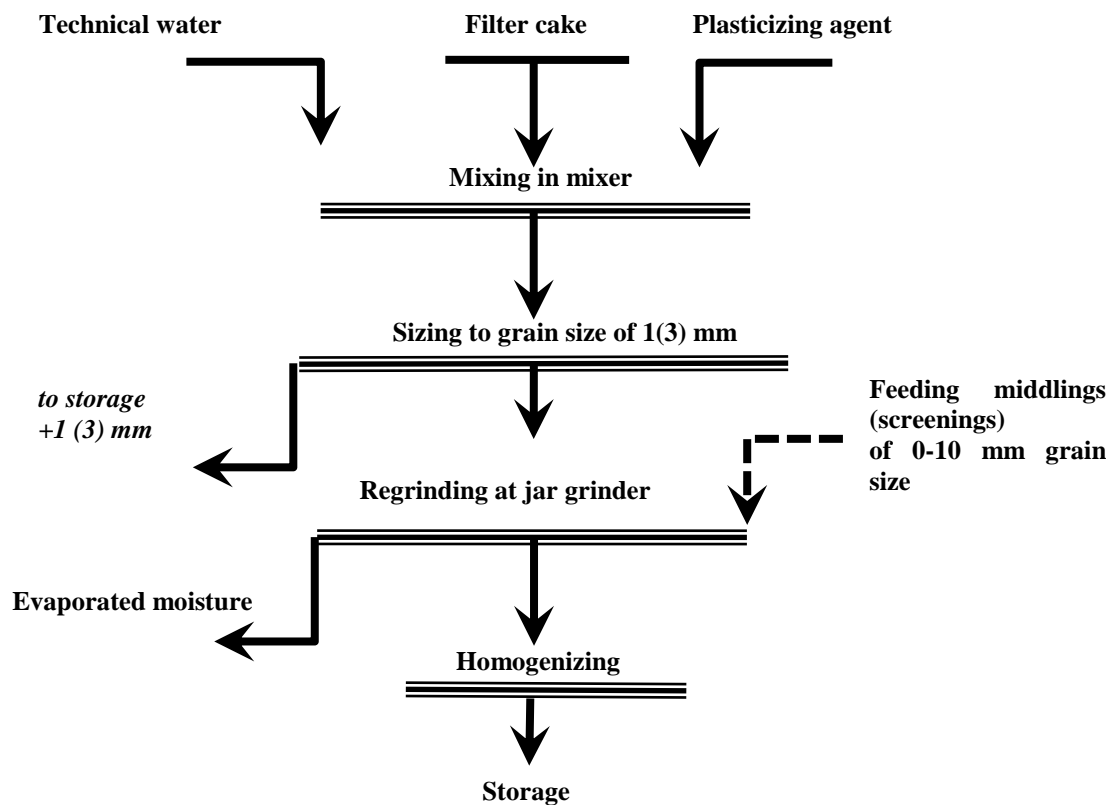 Technical water
Filter cake
Plasticizing agent
Mixing in mixer
Sizing to grain size of 1(3) mm
to storage
+1 (3) mm
Feeding middlings
(screenings)
of 0-10 mm grain
size
Regrinding at jar grinder
Evaporated moisture
Homogenizing
Storage